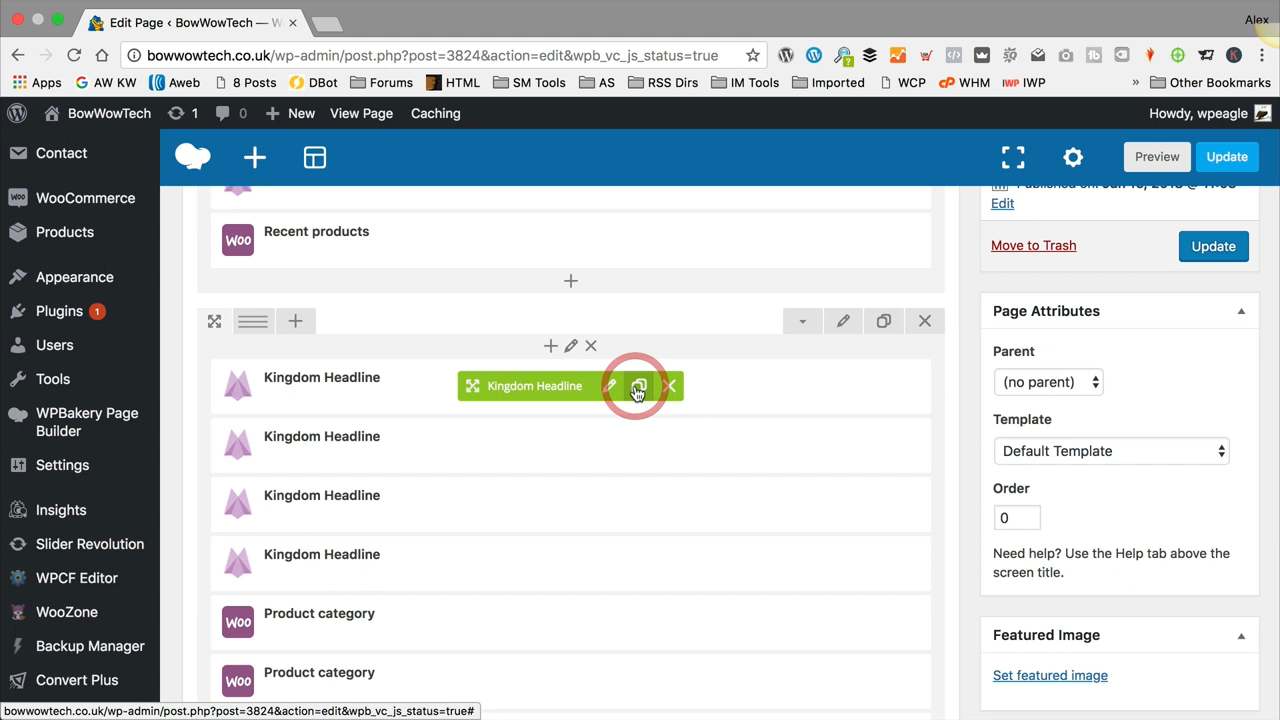 Edit Page ‹ BowWowTech — W
Alex
bowwowtech.co.uk/wp-admin/post.php?post=3824&action=edit&wpb_vc_js_status=true
Apps AW KW Aweb 8 Posts DBot Forums HTML SM Tools AS RSS Dirs IM Tools Imported WCP WHM IWP IWP » Other Bookmarks
BowWowTech 1 0 New View Page Caching Howdy, wpeagle
Preview Update
Contact
WooCommerce
Products
Appearance
Plugins 1
Users
Tools
WPBakery Page
Builder
Settings
Insights
Slider Revolution
WPCF Editor
WooZone
Backup Manager
Convert Plus
Woo Recent products
Kingdom Headline Kingdom Headline
Kingdom Headline
Kingdom Headline
Kingdom Headline
Woo Product category
Woo Product category
Edit
Move to Trash Update
Page Attributes
Parent
(no parent)
Template
Default Template
Order
0
Need help? Use the Help tab above the
screen title.
Featured Image
Set featured image
bowwowtech.co.uk/wp-admin/post.php?post=3824&action=edit&wpb_vc_js_status=true#